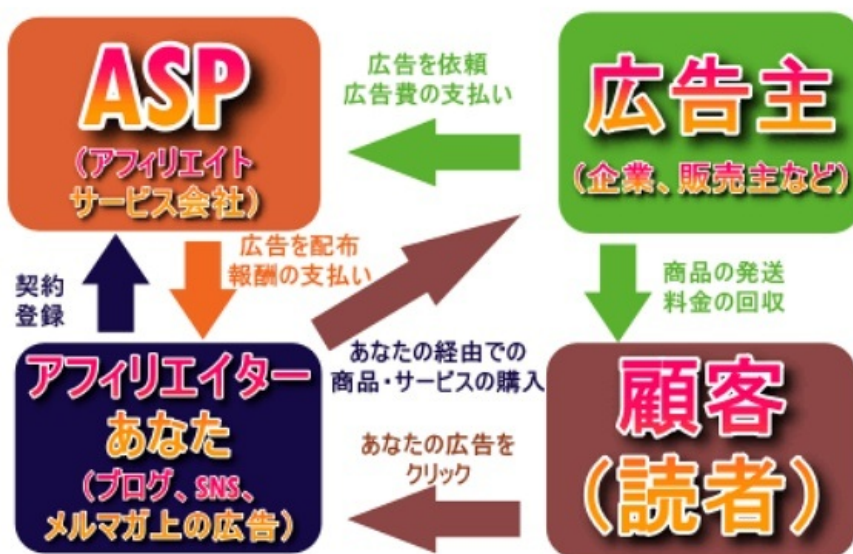 ASP
(アフィリエイト
サービス会社)
広告を依頼
広告費の支払い
広告主
(企業、販売主など)
契約
登録
広告を配布
報酬の支払い
商品の発送
料金の回収
アフィリエイター
あなた
(ブログ、SNS、
メルマガ上の広告)
あなたの経由での
商品・サービスの購入
あなたの広告を
クリック
顧客
(読者)